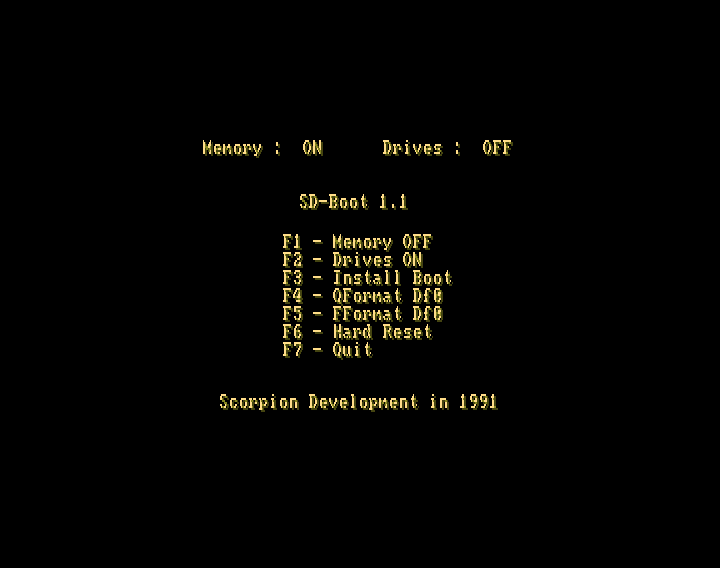 Memory :  ON      Drives :  OFF
SD-Boot 1.1
F1 - Memory OFF
F2 - Drives ON
F3 - Install Boot
F4 - QFormat Df0
F5 - FFormat Df0
F6 - Hard Reset
F7 - Quit
Scorpion Development in 1991